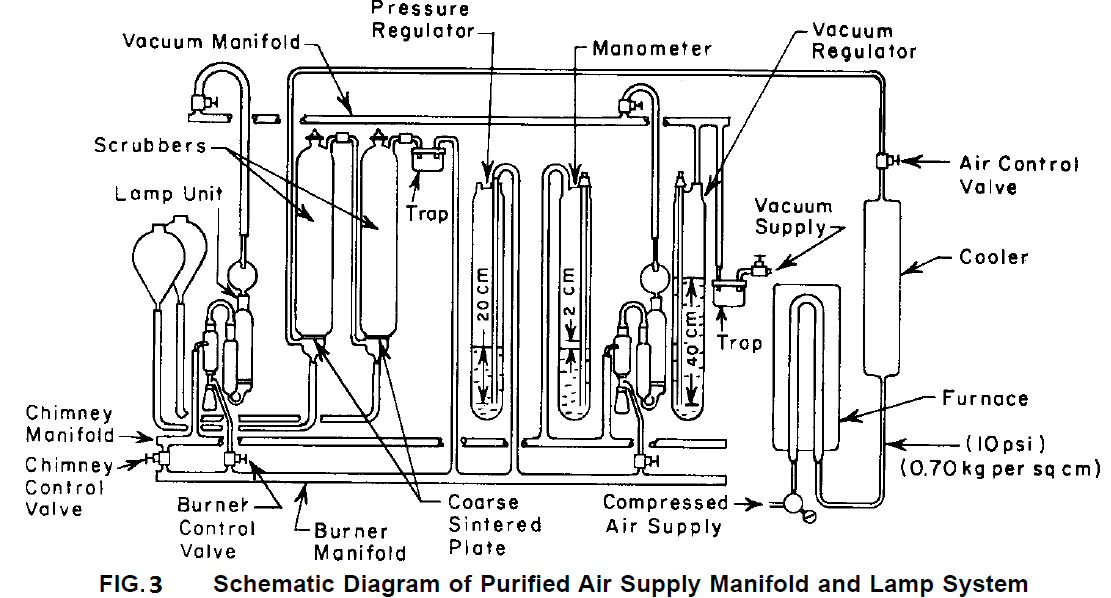 Pressure
Regulator
Vacuum Manifold
Manometer
Vacuum
Regulator
Scrubbers
Lamp Unit
Trap
Air Control
Valve
Vacuum
Supply
Cooler
20 CM
2 CM
40 CM
Trap
Furnace
Chimney
Manifold
(10 psi)
(0.70 kg per sq cm)
Chimney
Control
Valve
Burner
Control
Valve
Burner
Manifold
Coarse
Sintered
Plate
Compressed
Air Supply
FIG. 3 Schematic Diagram of Purified Air Supply Manifold and Lamp System